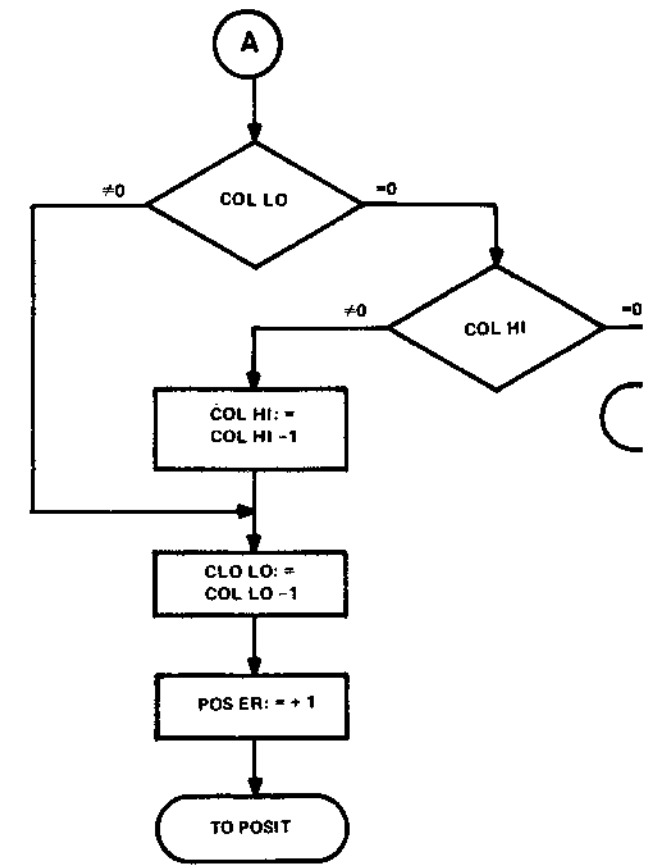 A
≠0
COL LO
=0
≠0
COL HI
=0
COL HI: =
COL HI -1
CLO LO: =
COL LO -1
POS ER: = + 1
TO POSIT